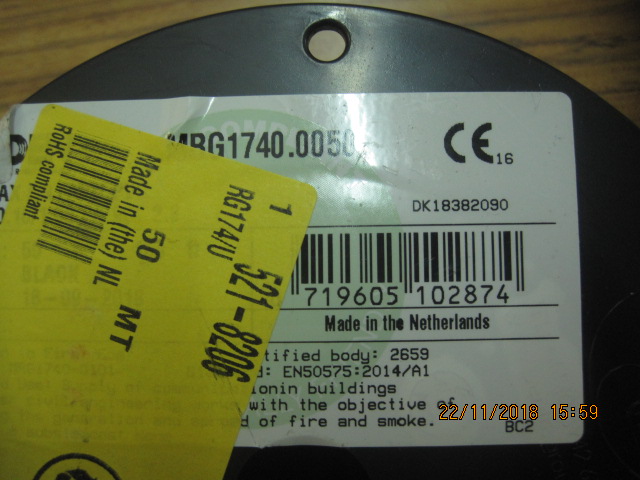 MRG1740.0050
CE 16
DK18382090
719605 102874
Made in the Netherlands
tified body: 2659
d: EN50575:2014/A1
ionin buildings
with the objective of
d of fire and smoke.
BC2
RoHS compliant
Made in (the) NL
50 MT
1
RG174/U
521-8206
22/11/2018 15:59